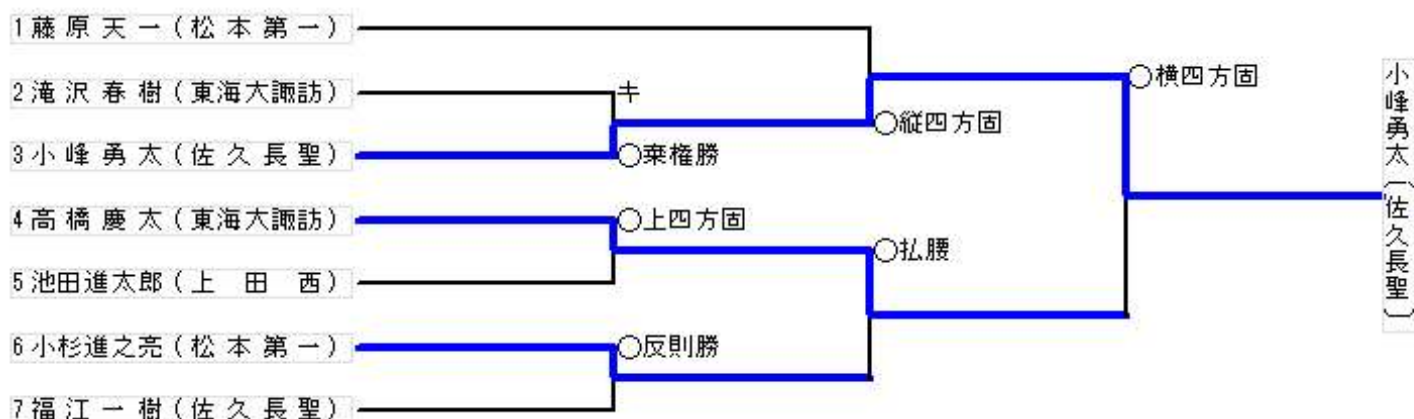 1藤原天一(松本第一)
2滝沢春樹(東海大諏訪)
キ
3小峰勇太(佐久長聖)
○棄権勝
○縦四方固
○横四方固
4高橋慶太(東海大諏訪)
○上四方固
5池田進太郎(上田西)
○払腰
6小杉進之亮(松本第一)
○反則勝
7福江一樹(佐久長聖)
小峰勇太(佐久長聖)